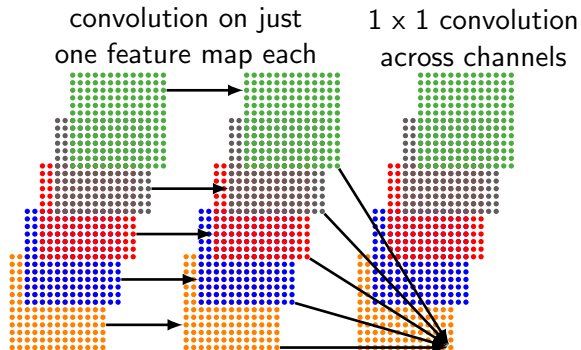 convolution on just
one feature map each
1 x 1 convolution
across channels